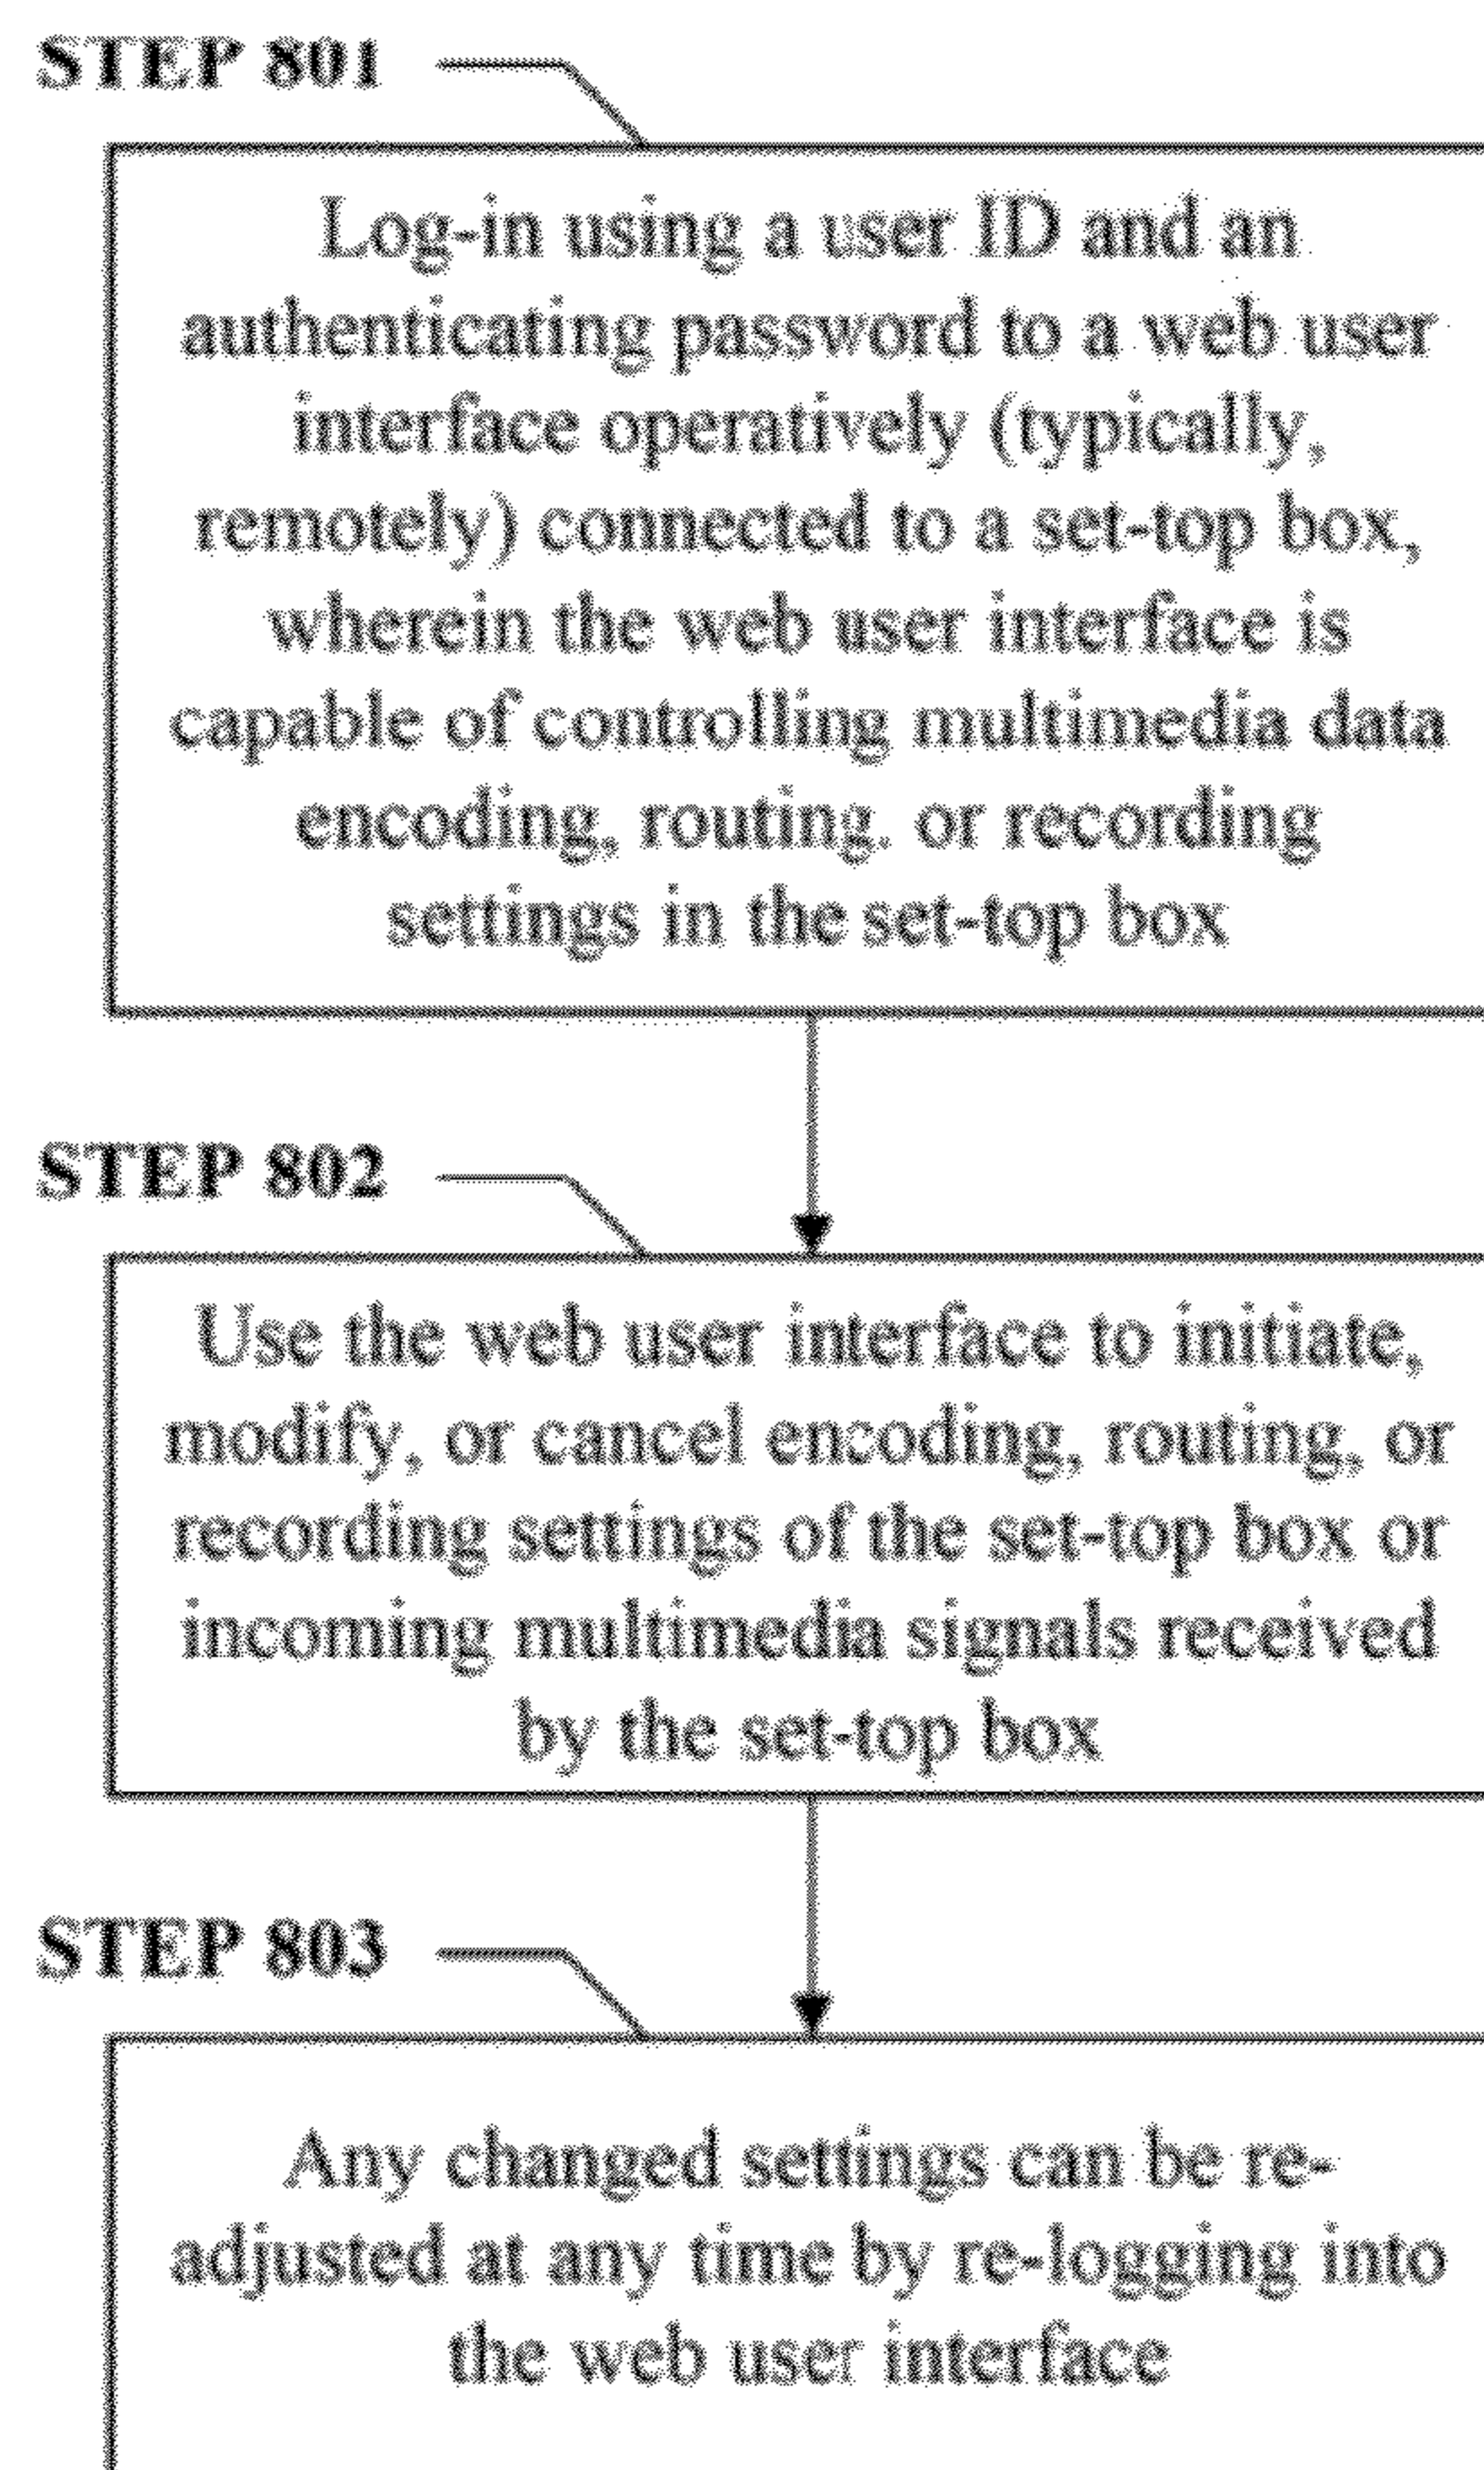 STEP 801
Log-in using a user ID and an
authenticating password to a web user
interface operatively (typically,
remotely) connected to a set-top box,
wherein the web user interface is
capable of controlling multimedia data
encoding, routing, or recording
settings in the set-top box
STEP 802
Use the web user interface to initiate,
modify, or cancel encoding, routing, or
recording settings of the set-top box or
incoming multimedia signals received
by the set-top box
STEP 803
Any changed settings can be re-
adjusted at any time by re-logging into
the web user interface